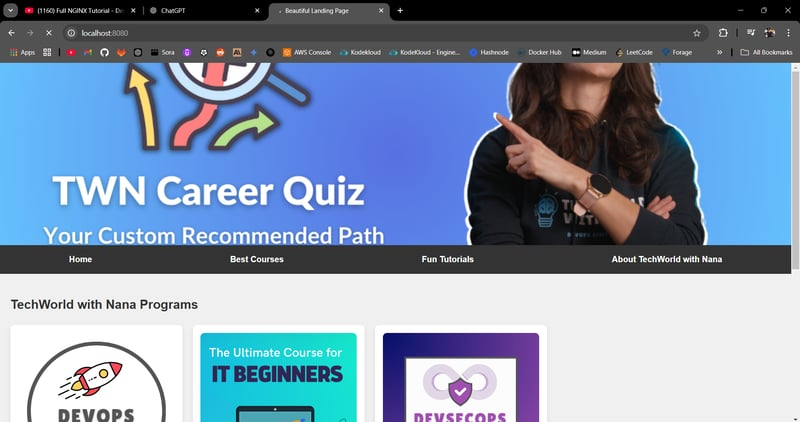 (1160) Full NGINX Tutorial - De
ChatGPT
Beautiful Landing Page
localhost:8080
Apps
Sora
AWS Console
Kodekloud
KodeKloud - Engine...
Hashnode
Docker Hub
Medium
LeetCode
Forage
»
All Bookmarks
TWN Career Quiz
Your Custom Recommended Path
Home
Best Courses
Fun Tutorials
About TechWorld with Nana
TechWorld with Nana Programs
DEVOPS
The Ultimate Course for
IT BEGINNERS
DEVSECOPS